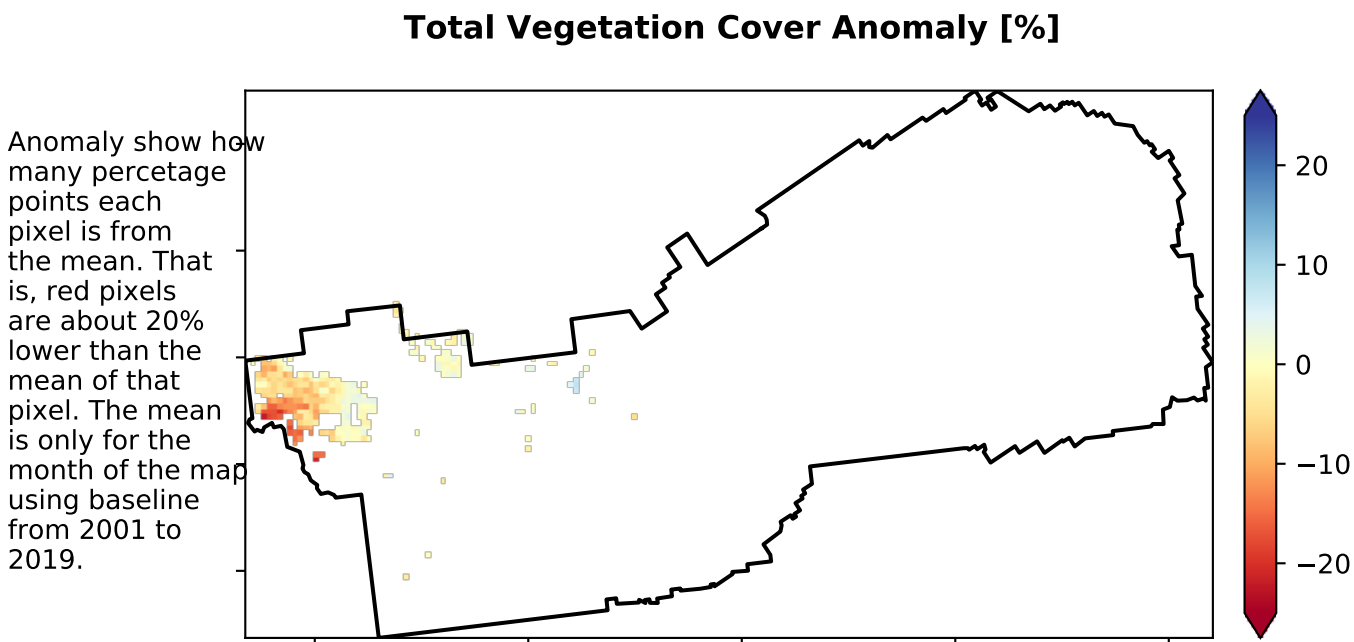 Total Vegetation Cover Anomaly [%]
Anomaly show how
many percetage
points each
pixel is from
the mean. That
is, red pixels
are about 20%
lower than the
mean of that
pixel. The mean
is only for the
month of the map
using baseline
from 2001 to
2019.
20
10
0
−10
−20